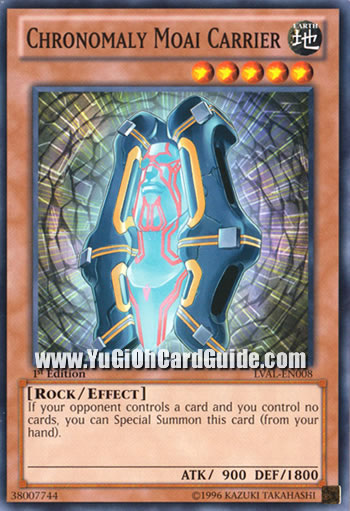 CHRONOMALY MOAI CARRIER
EARTH
地
www.YuGiOhCardGuide.com
1st Edition
LVAL-EN008
[ROCK/EFFECT]
If your opponent controls a card and you control no
cards, you can Special Summon this card (from your
hand).
ATK/ 900 DEF/1800
38007744
©1996 KAZUKI TAKAHASHI